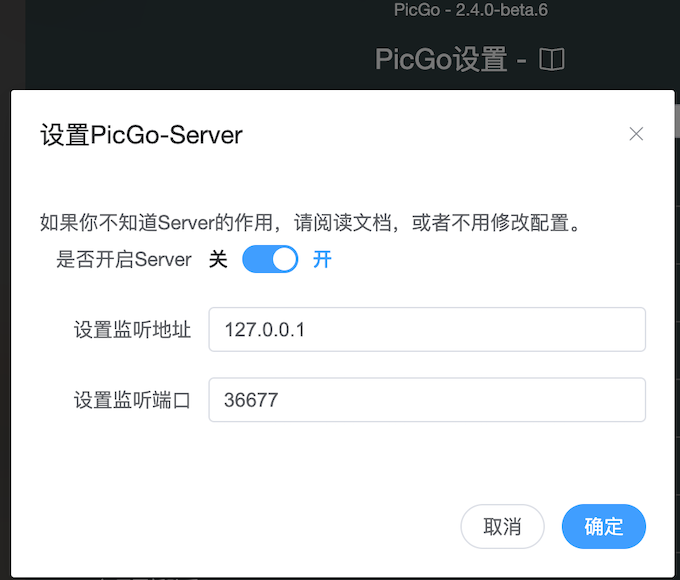 PicGo - 2.4.0-beta.6
PicGo设置 -
设置PicGo-Server
如果你不知道Server的作用，请阅读文档，或者不用修改配置。
是否开启Server 关 开
设置监听地址 127.0.0.1
设置监听端口 36677
取消 确定